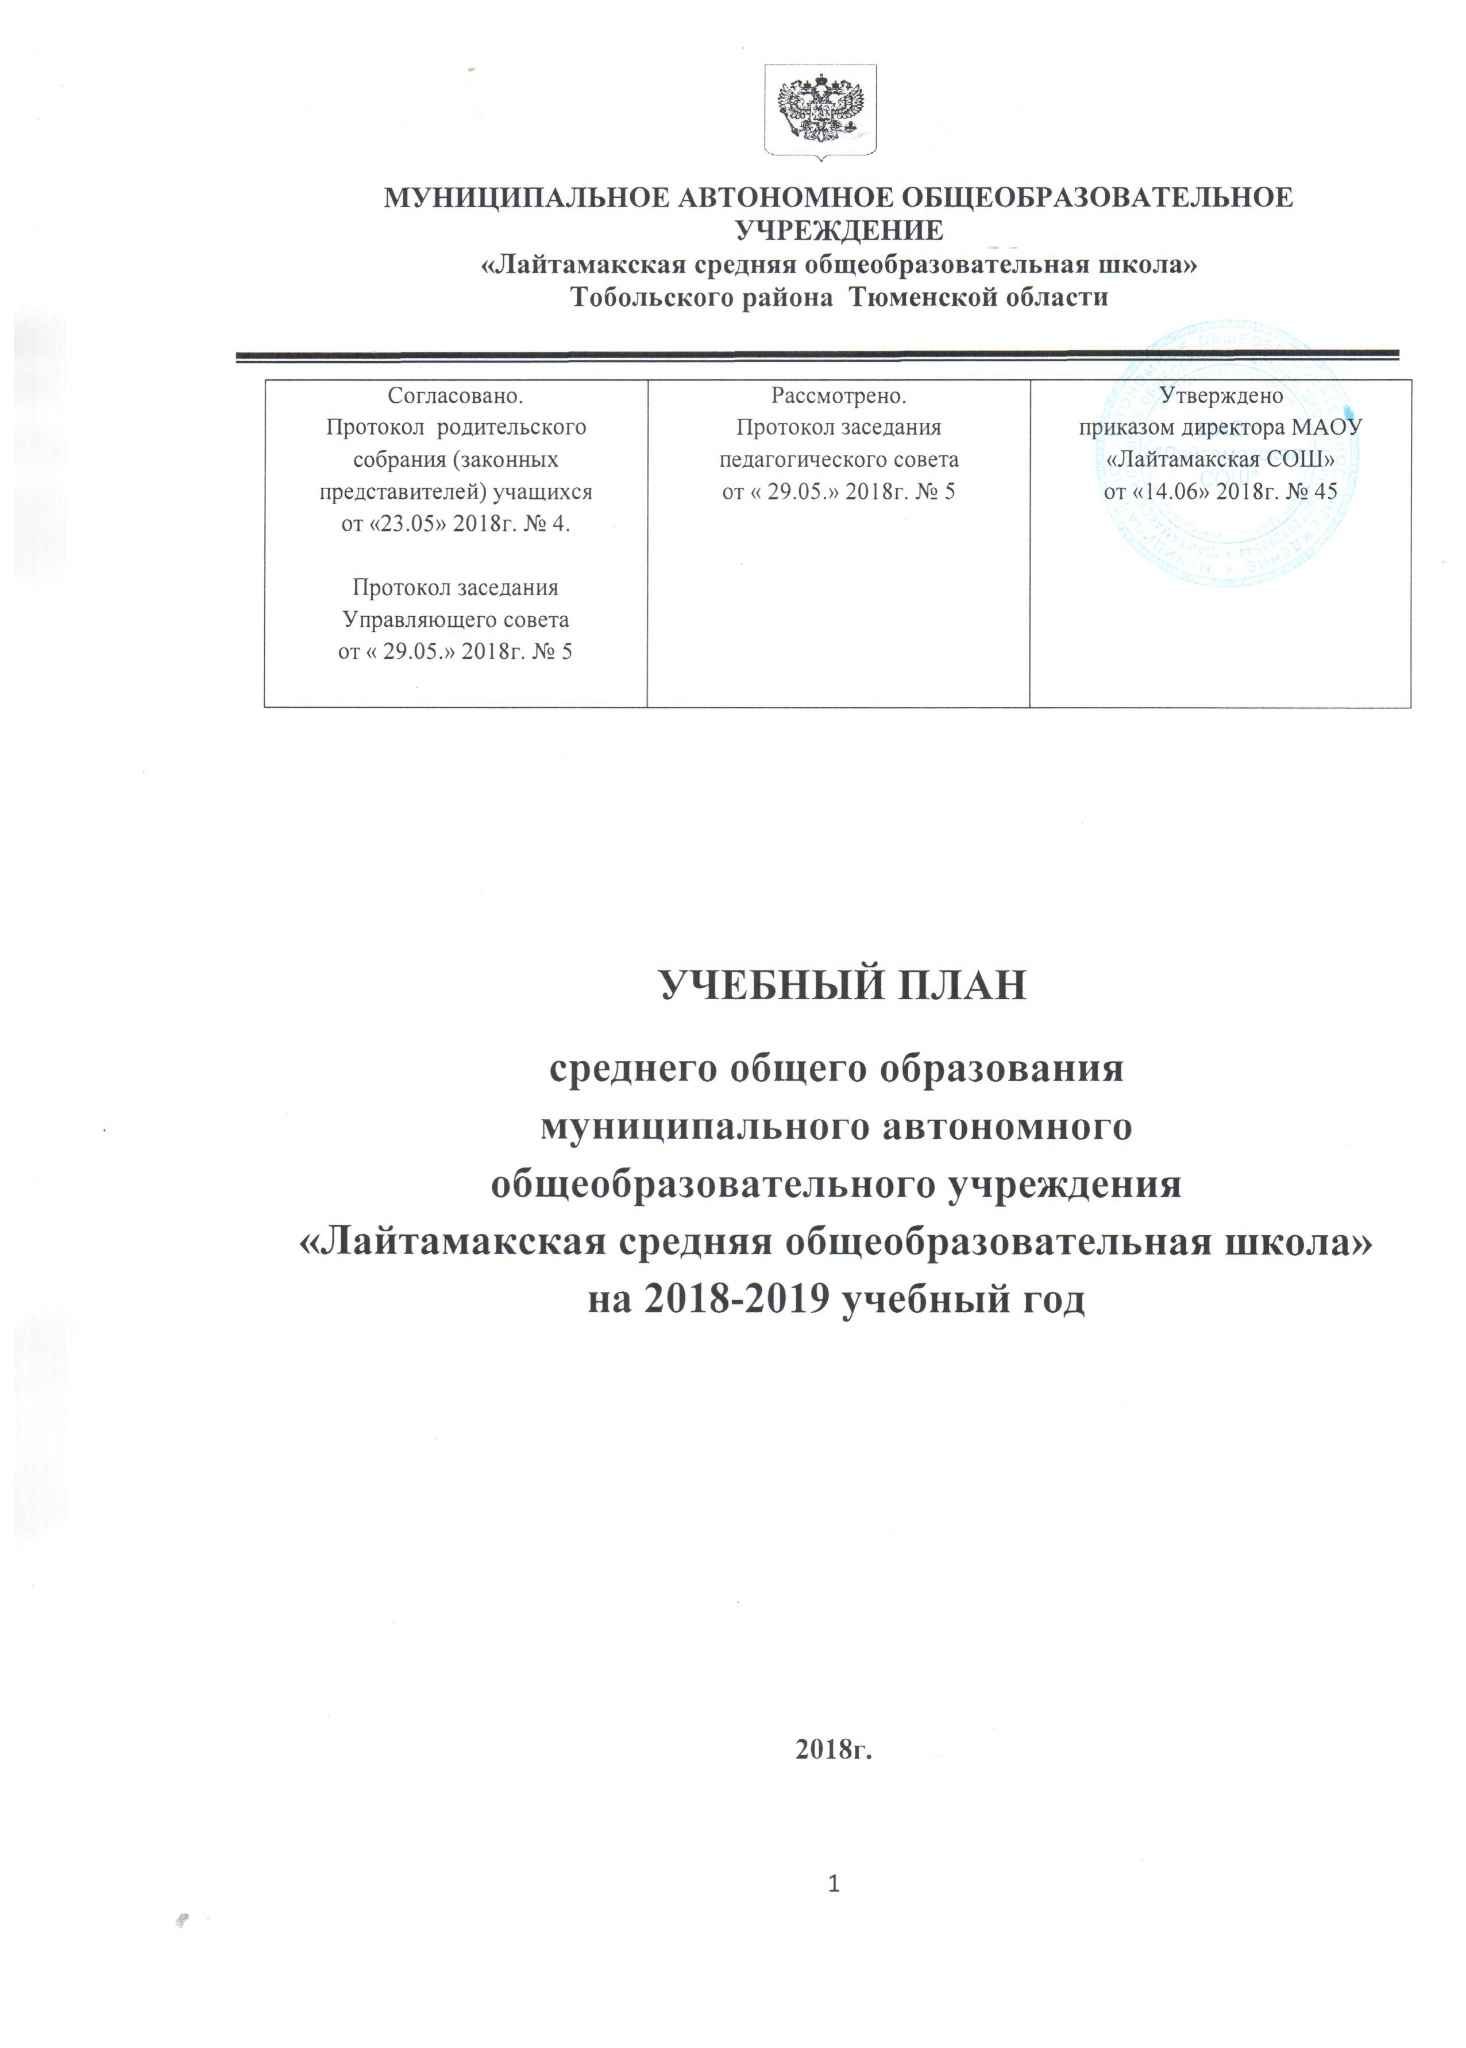 МУНИЦИПАЛЬНОЕ АВТОНОМНОЕ ОБЩЕОБРАЗОВАТЕЛЬНОЕ
УЧРЕЖДЕНИЕ
«Лайтамакская средняя общеобразовательная школа»
Тобольского района Тюменской области
Согласовано.
Протокол родительского
собрания (законных
представителей) учащихся
от «23.05» 2018г. № 4.
Протокол заседания
Управляющего совета
от « 29.05.» 2018г. № 5
Рассмотрено.
Протокол заседания
педагогического совета
от « 29.05.» 2018г. № 5
Утверждено
приказом директора МАОУ
«Лайтамакская СОШ»
от «14.06» 2018г. № 45
УЧЕБНЫЙ ПЛАН
среднего общего образования
муниципального автономного
общеобразовательного учреждения
«Лайтамакская средняя общеобразовательная школа»
на 2018-2019 учебный год
2018г.
1